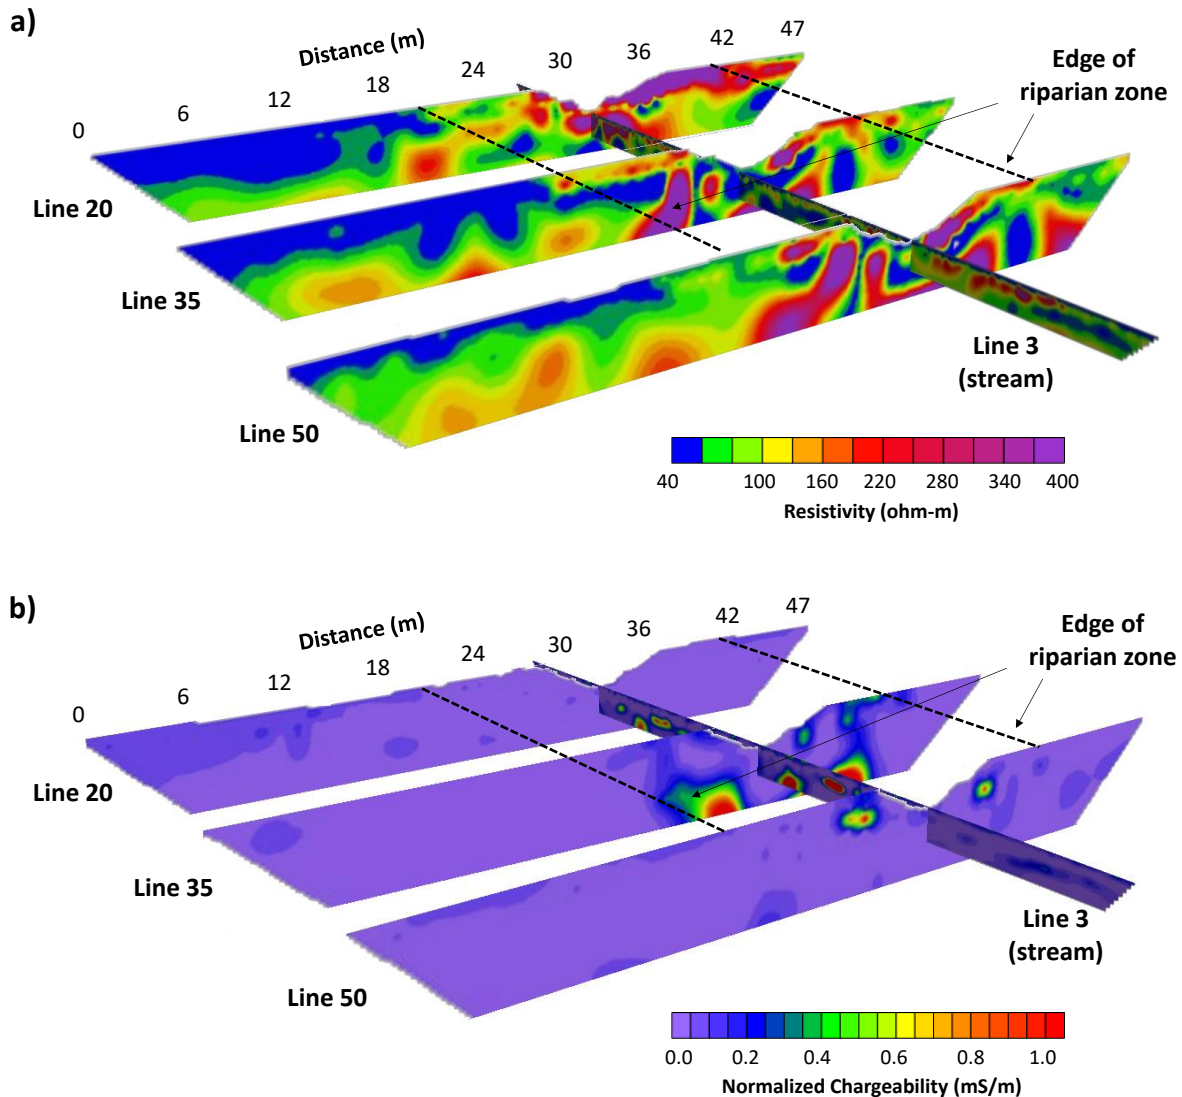 a)
Distance (m)
0
6
12
18
24
30
36
42
47
Edge of
riparian zone
Line 20
Line 35
Line 50
Line 3
(stream)
40
100
160
220
280
340
400
Resistivity (ohm-m)
b)
Distance (m)
0
6
12
18
24
30
36
42
47
Edge of
riparian zone
Line 20
Line 35
Line 50
Line 3
(stream)
0.0
0.2
0.4
0.6
0.8
1.0
Normalized Chargeability (mS/m)